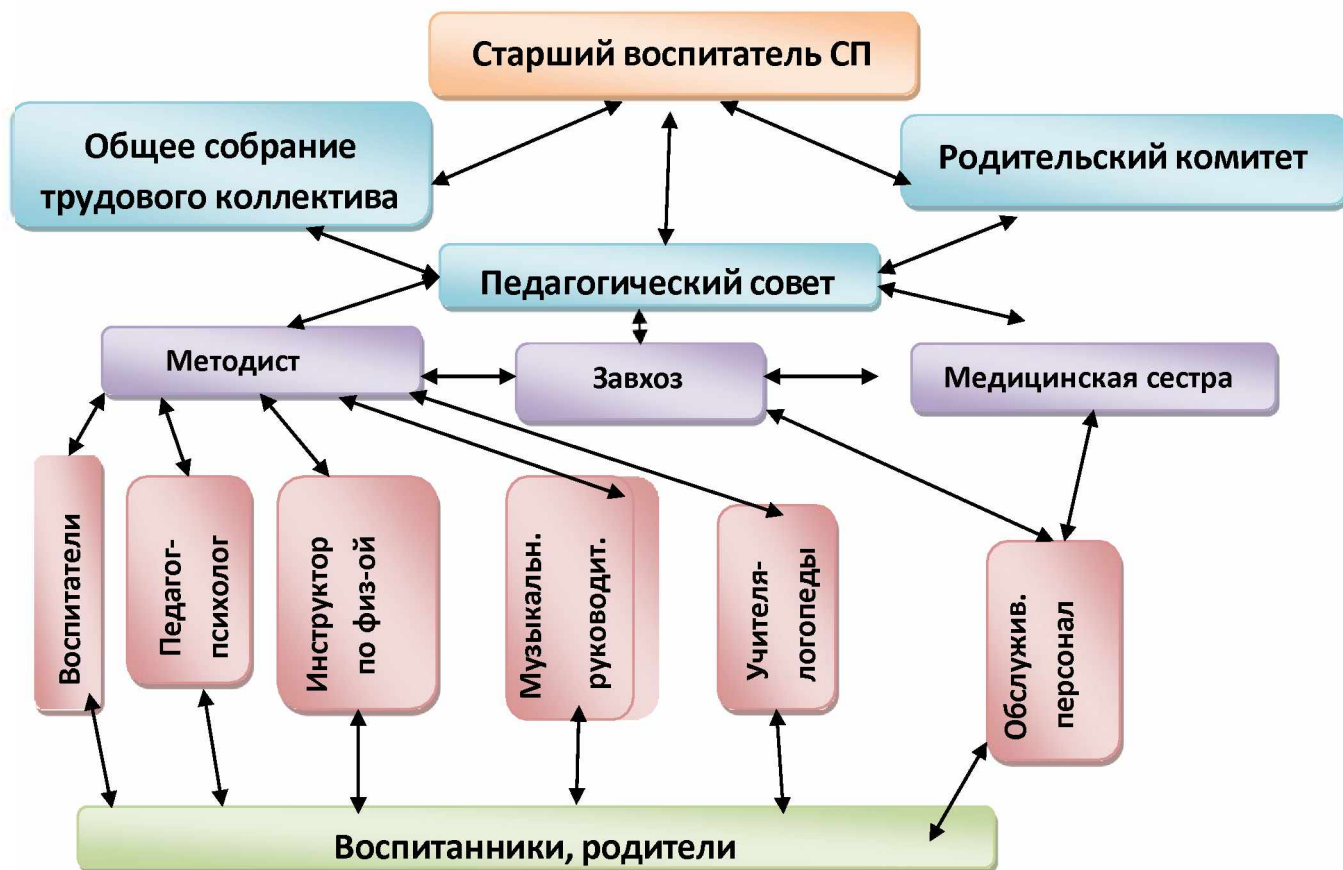 Старший воспитатель СП
Общее собрание
трудового коллектива
Родительский комитет
Педагогический совет
Методист
Завхоз
Медицинская сестра
Воспитатели
Педагог-
психолог
Инструктор
по физ-ой
Музыкальн.
руководит.
Учителя-
логопеды
Обслужив.
персонал
Воспитанники, родители